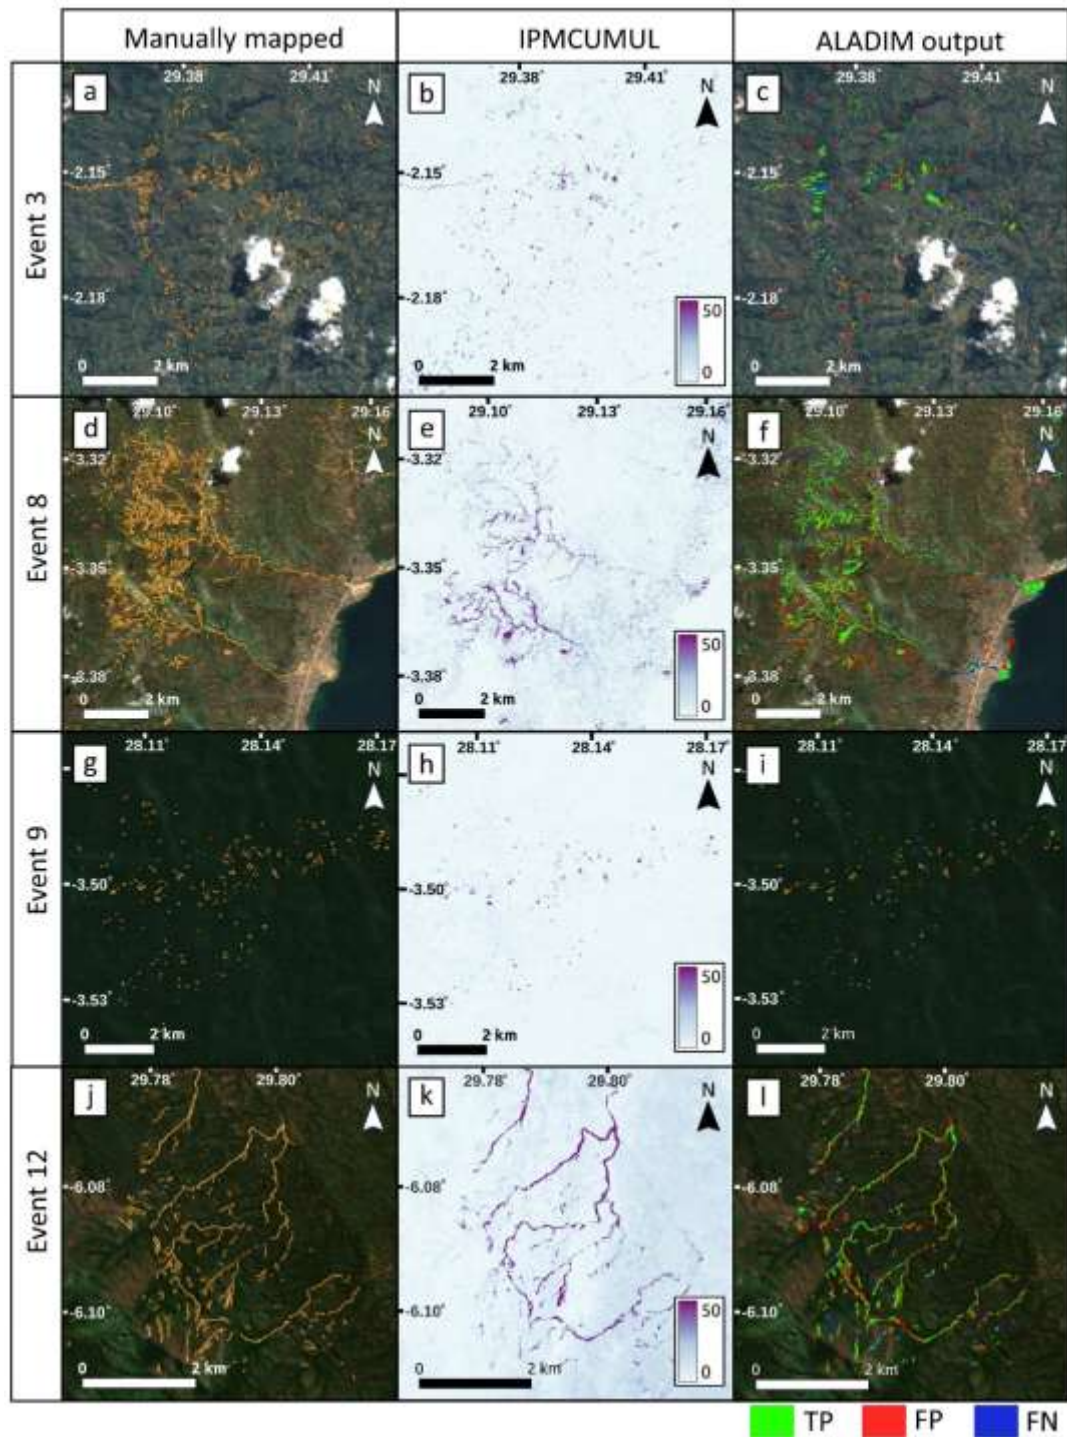 Manually mapped IPMCUMUL ALADIM output
Event 3
a 29.38° 29.41° N
-2.15°
-2.18°
0 2 km
b 29.38° 29.41° N
-2.15°
-2.18°
0 2 km
50
0
c 29.38° 29.41° N
-2.15°
-2.18°
0 2 km
Event 8
d 29.10° 29.13° 29.16° N
-3.32°
-3.35°
-3.38°
0 2 km
e 29.10° 29.13° 29.16° N
-3.32°
-3.35°
-3.38°
0 2 km
50
0
f 29.10° 29.13° 29.16° N
-3.32°
-3.35°
-3.38°
0 2 km
Event 9
g 28.11° 28.14° 28.17° N
-3.50°
-3.53°
0 2 km
h 28.11° 28.14° 28.17° N
-3.50°
-3.53°
0 2 km
50
0
i 28.11° 28.14° 28.17° N
-3.50°
-3.53°
0 2 km
Event 12
j 29.78° 29.80° N
-6.08°
-6.10°
0 2 km
k 29.78° 29.80° N
-6.08°
-6.10°
0 2 km
50
0
l 29.78° 29.80° N
-6.08°
-6.10°
0 2 km
TP FP FN